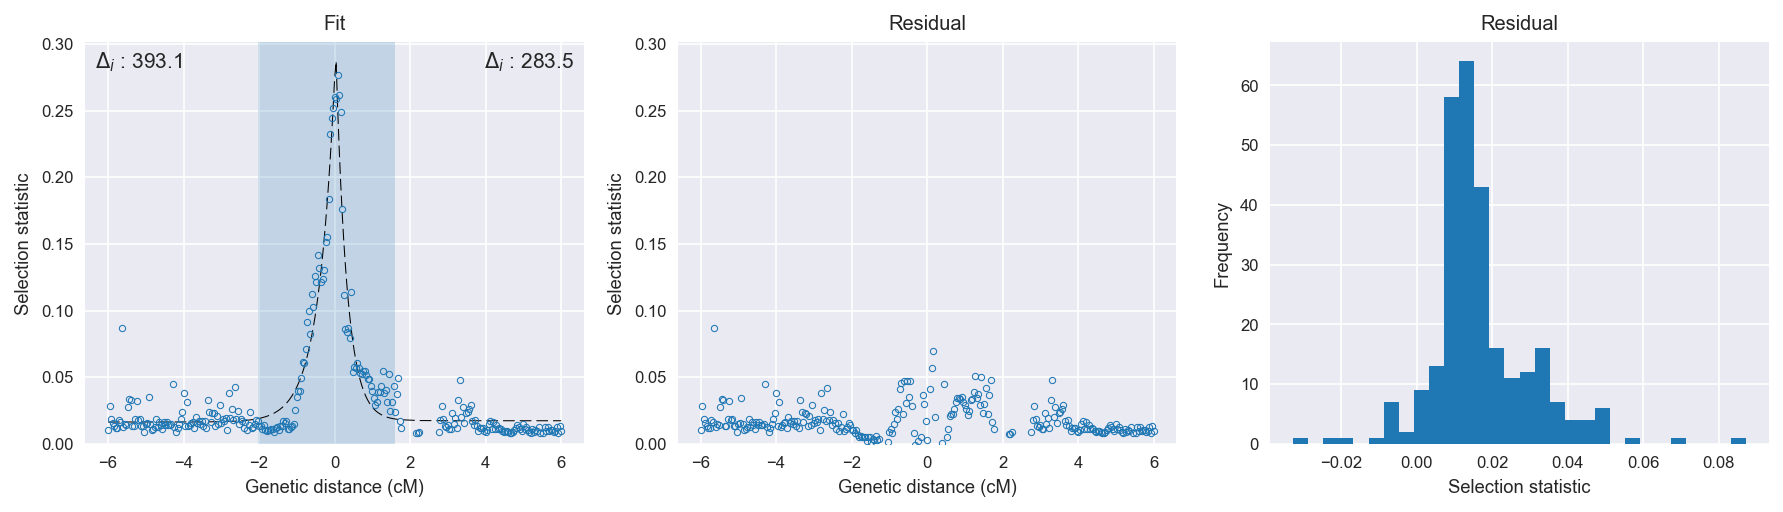 Fit
Δi : 393.1
Δi : 283.5
0.30
0.25
0.20
0.15
0.10
0.05
0.00
Selection statistic
−6 −4 −2 0 2 4 6
Genetic distance (cM)
Residual
0.30
0.25
0.20
0.15
0.10
0.05
0.00
Selection statistic
−6 −4 −2 0 2 4 6
Genetic distance (cM)
Residual
60
50
40
30
20
10
0
Frequency
−0.02 0.00 0.02 0.04 0.06 0.08
Selection statistic